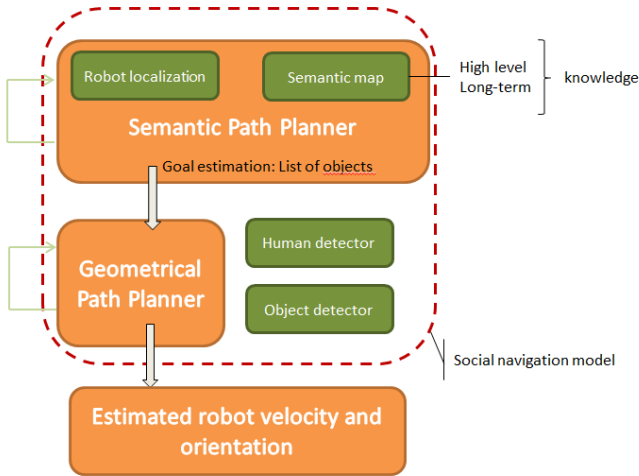 Robot localization
Semantic map
High level
Long-term
knowledge
Semantic Path Planner
Goal estimation: List of objects
Human detector
Geometrical
Path Planner
Object detector
Social navigation model
Estimated robot velocity and
orientation